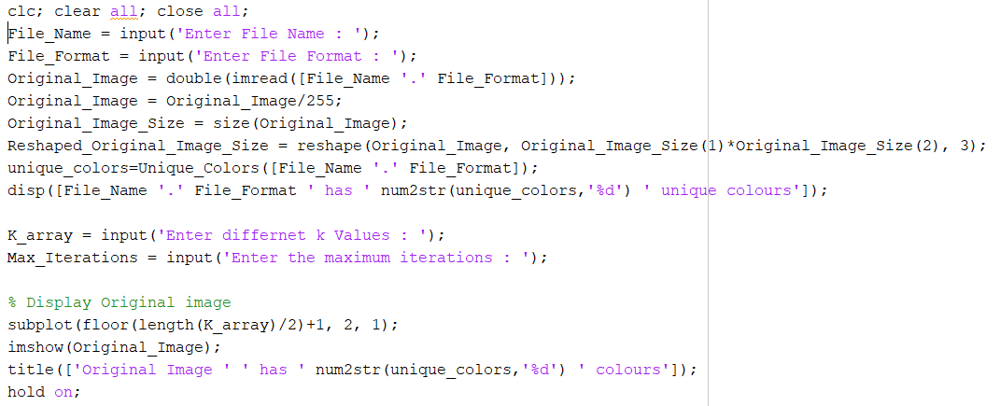 clc; clear all; close all;
File_Name = input('Enter File Name : ');
File_Format = input('Enter File Format : ');
Original_Image = double(imread([File_Name '.' File_Format]));
Original_Image = Original_Image/255;
Original_Image_Size = size(Original_Image);
Reshaped_Original_Image_Size = reshape(Original_Image, Original_Image_Size(1)*Original_Image_Size(2), 3);
unique_colors=Unique_Colors([File_Name '.' File_Format]);
disp([File_Name '.' File_Format ' has ' num2str(unique_colors,'%d') ' unique colours']);
K_array = input('Enter differnet k Values : ');
Max_Iterations = input('Enter the maximum iterations : ');
% Display Original image
subplot(floor(length(K_array)/2)+1, 2, 1);
imshow(Original_Image);
title(['Original Image ' ' has ' num2str(unique_colors,'%d') ' colours']);
hold on;